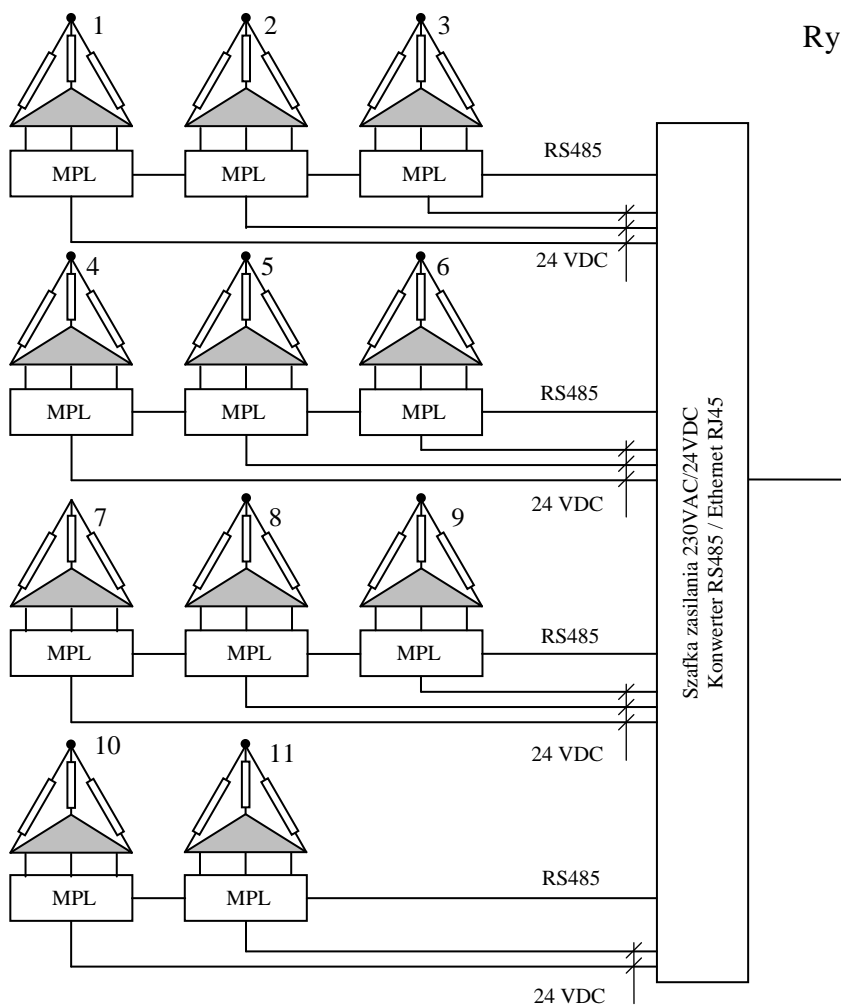 1 2 3
Ry
MPL MPL MPL
RS485
24 VDC
4 5 6
MPL MPL MPL
RS485
24 VDC
7 8 9
MPL MPL MPL
RS485
24 VDC
10 11
MPL MPL
RS485
24 VDC
Szafka zasilania 230VAC/24VDC
Konwerter RS485 / Ethernet RJ45